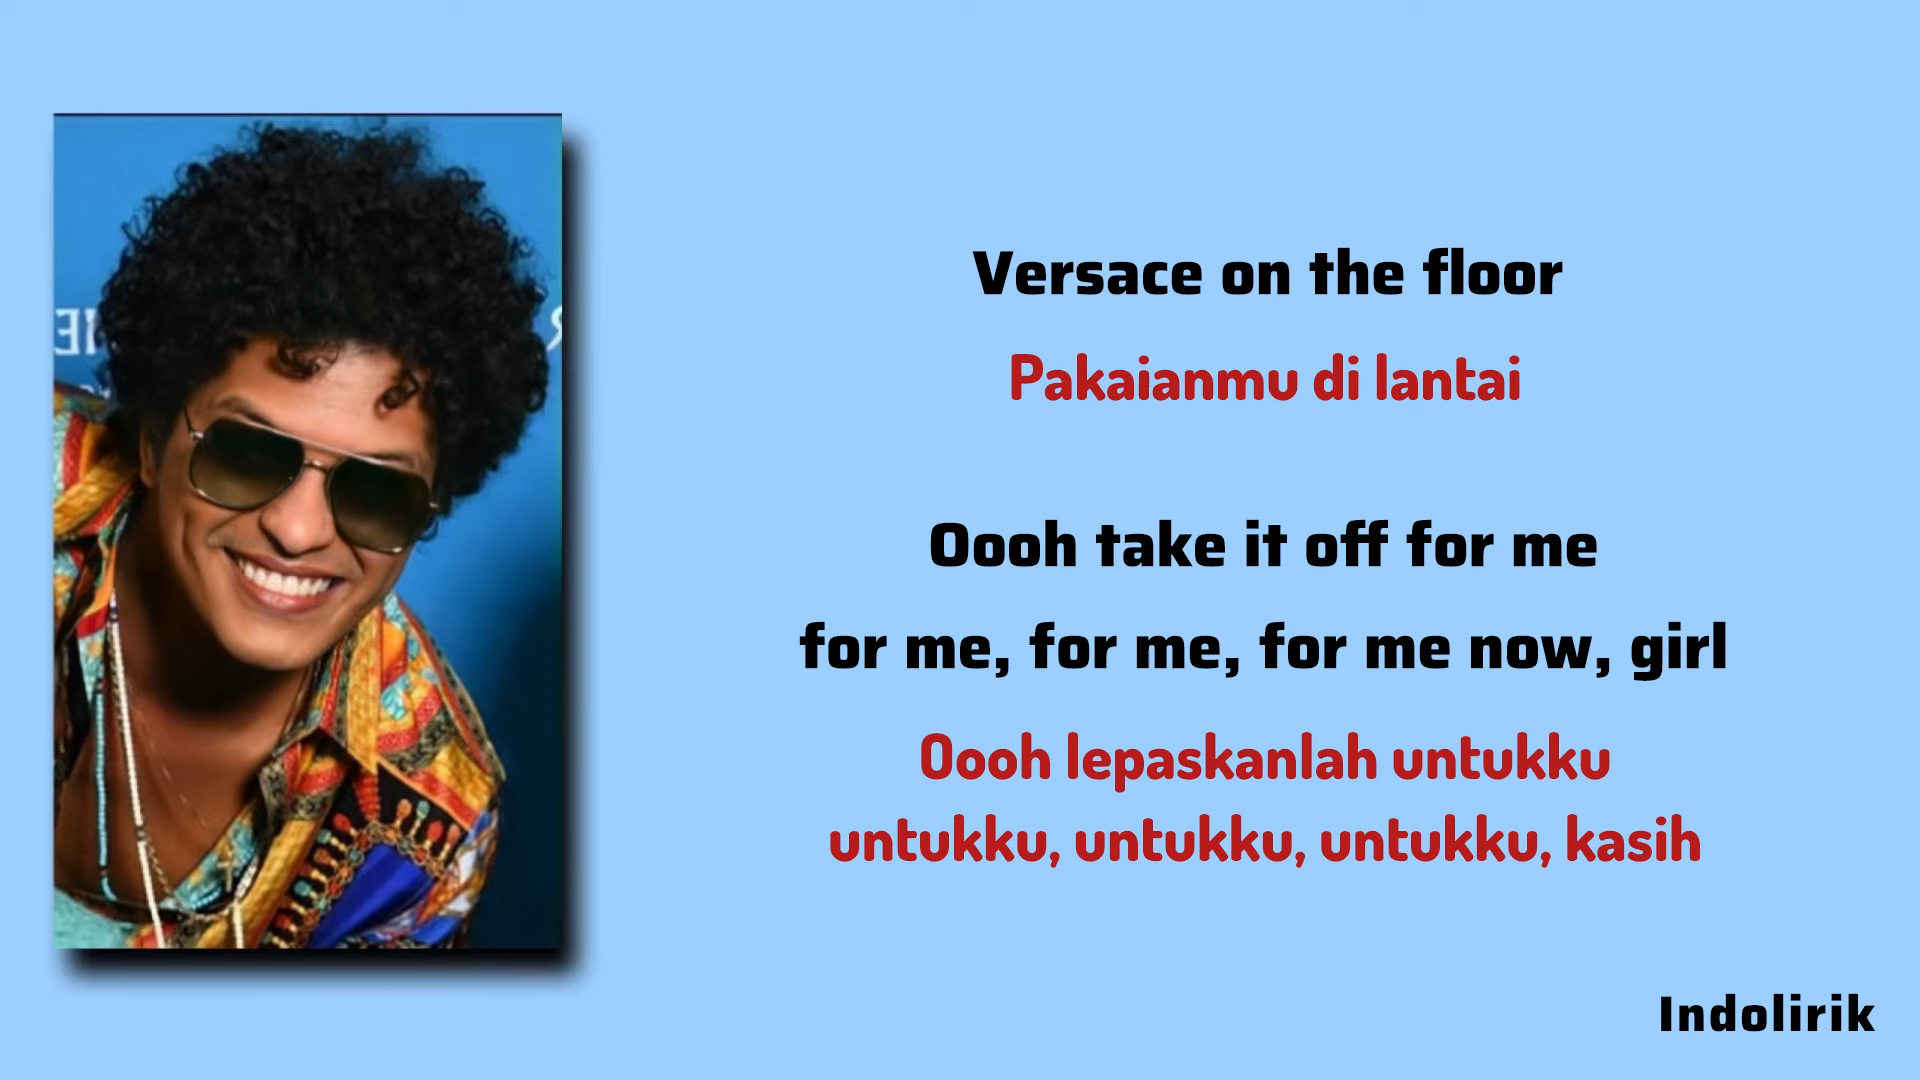 Versace on the floor
Pakaianmu di lantai
Oooh take it off for me
for me, for me, for me now, girl
Oooh lepaskanlah untukku
untukku, untukku, untukku, kasih
Indolirik